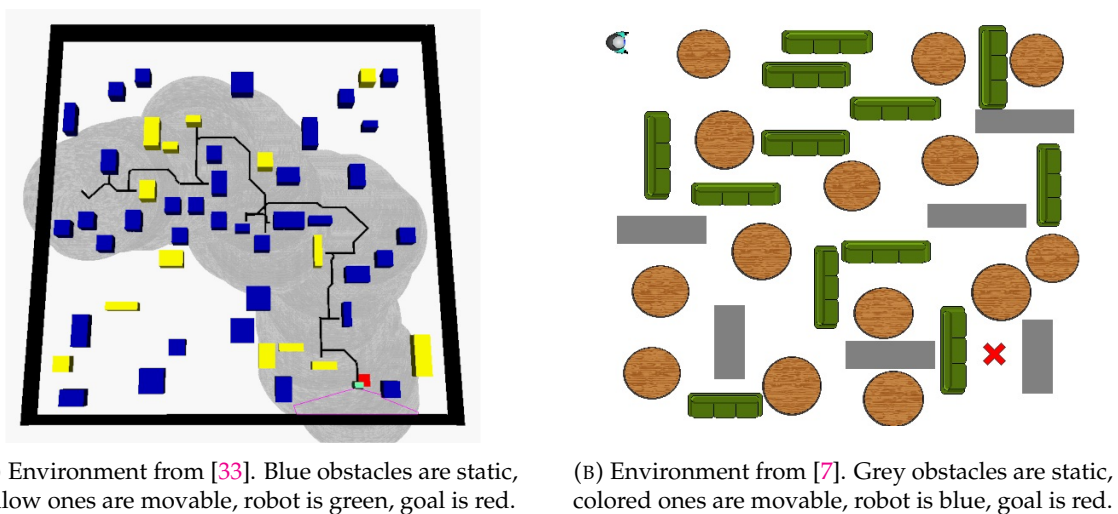 ) Environment from [33]. Blue obstacles are static,
llow ones are movable, robot is green, goal is red.
(B) Environment from [7]. Grey obstacles are static,
colored ones are movable, robot is blue, goal is red.